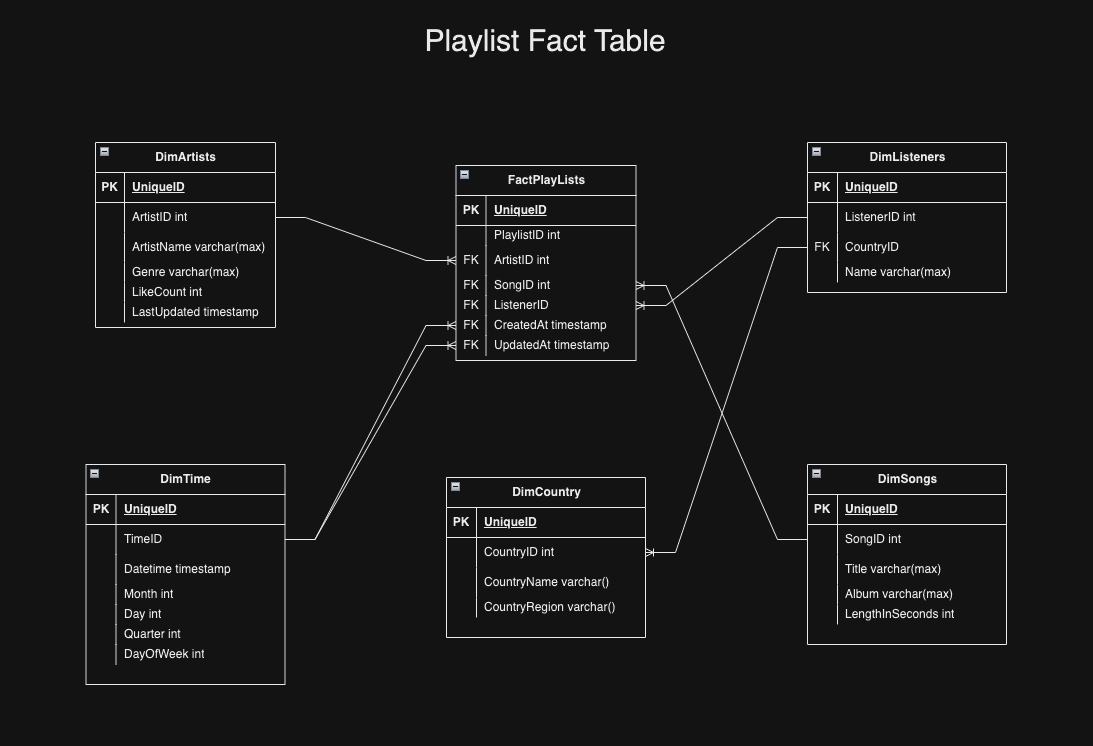 Playlist Fact Table
DimArtists
PK UniqueID
ArtistID int
ArtistName varchar(max)
Genre varchar(max)
LikeCount int
LastUpdated timestamp
FactPlayLists
PK UniqueID
PlaylistID int
FK ArtistID int
FK SongID int
FK ListenerID
FK CreatedAt timestamp
FK UpdatedAt timestamp
DimListeners
PK UniqueID
ListenerID int
FK CountryID
Name varchar(max)
DimTime
PK UniqueID
TimeID
Datetime timestamp
Month int
Day int
Quarter int
DayOfWeek int
DimCountry
PK UniqueID
CountryID int
CountryName varchar()
CountryRegion varchar()
DimSongs
PK UniqueID
SongID int
Title varchar(max)
Album varchar(max)
LengthInSeconds int